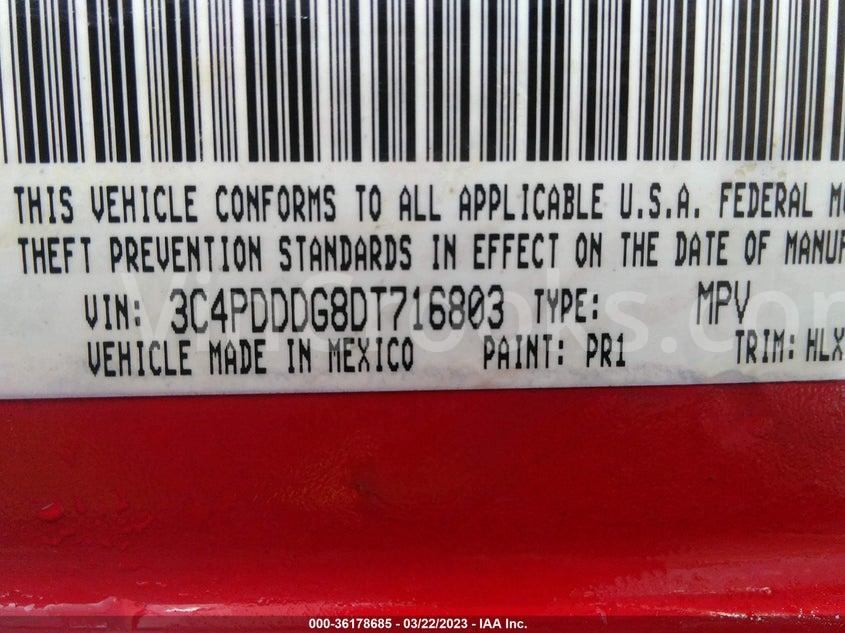 THIS VEHICLE CONFORMS TO ALL APPLICABLE U.S.A. FEDERAL
THEFT PREVENTION STANDARDS IN EFFECT ON THE DATE OF
VIN: 3C4PDDDG8DT716803 TYPE: MPV
VEHICLE MADE IN MEXICO PAINT: PR1 TRIM: HLX
000-36178685 - 03/22/2023 - IAA Inc.